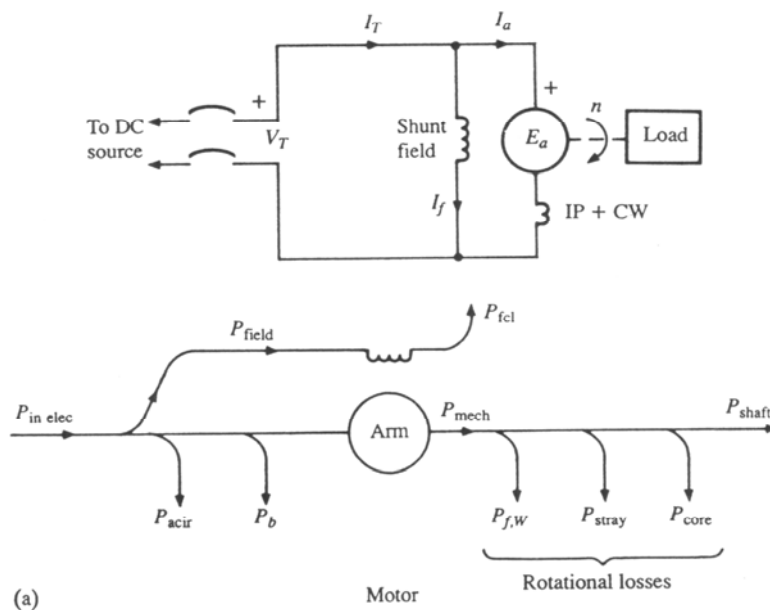 I_T
I_a
+
+
n
To DC
source
V_T
Shunt
field
E_a
Load
I_f
IP + CW
P_field
P_fcl
P_in elec
Arm
P_mech
P_shaft
P_acir
P_b
P_f,W
P_stray
P_core
Rotational losses
(a)
Motor